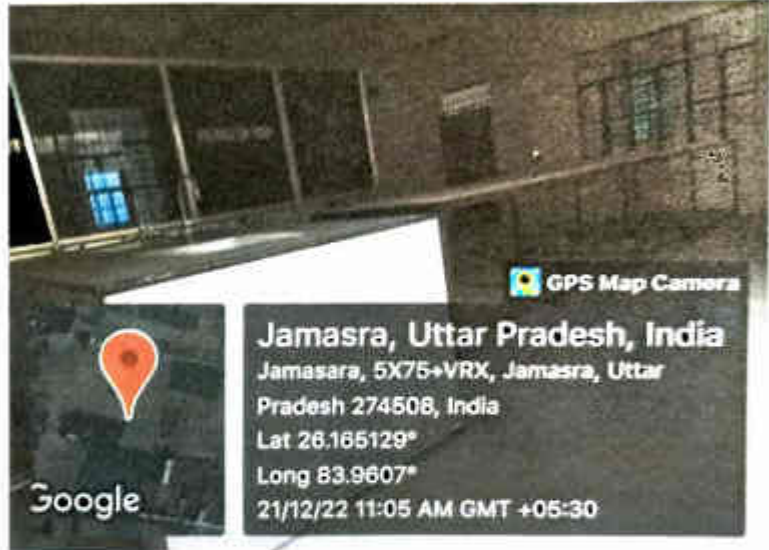 GPS Map Camera
Jamasra, Uttar Pradesh, India
Jamasara, 5X75+VRX, Jamasra, Uttar
Pradesh 274508, India
Lat 26.165129°
Long 83.9607°
21/12/22 11:05 AM GMT +05:30
Google